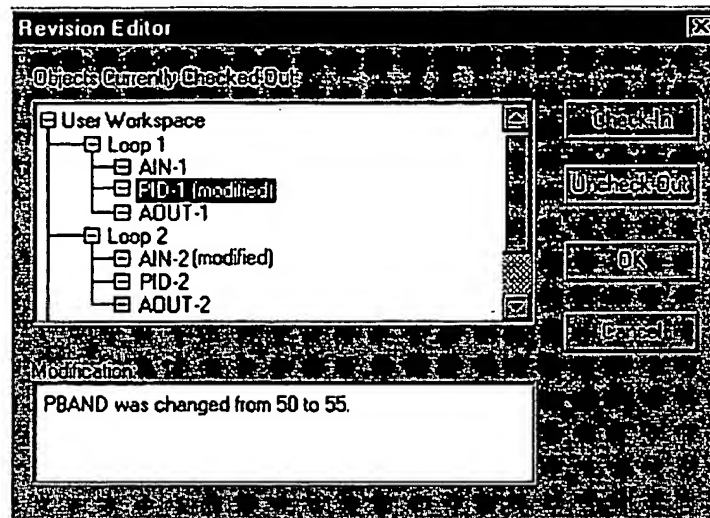 Revision Editor
Objects Currently Checked Out
User Workspace
Loop 1
AIN-1
PID-1 (modified)
AOUT-1
Loop 2
AIN-2 (modified)
PID-2
AOUT-2
Check-In
Uncheck-Out
OK
Cancel
Modification:
PBAND was changed from 50 to 55.